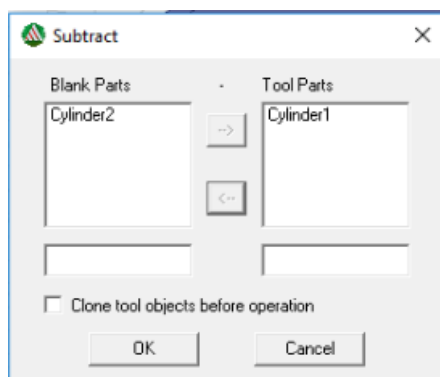 Subtract
Blank Parts - Tool Parts
Cylinder2 --> Cylinder1
<--
Clone tool objects before operation
OK Cancel